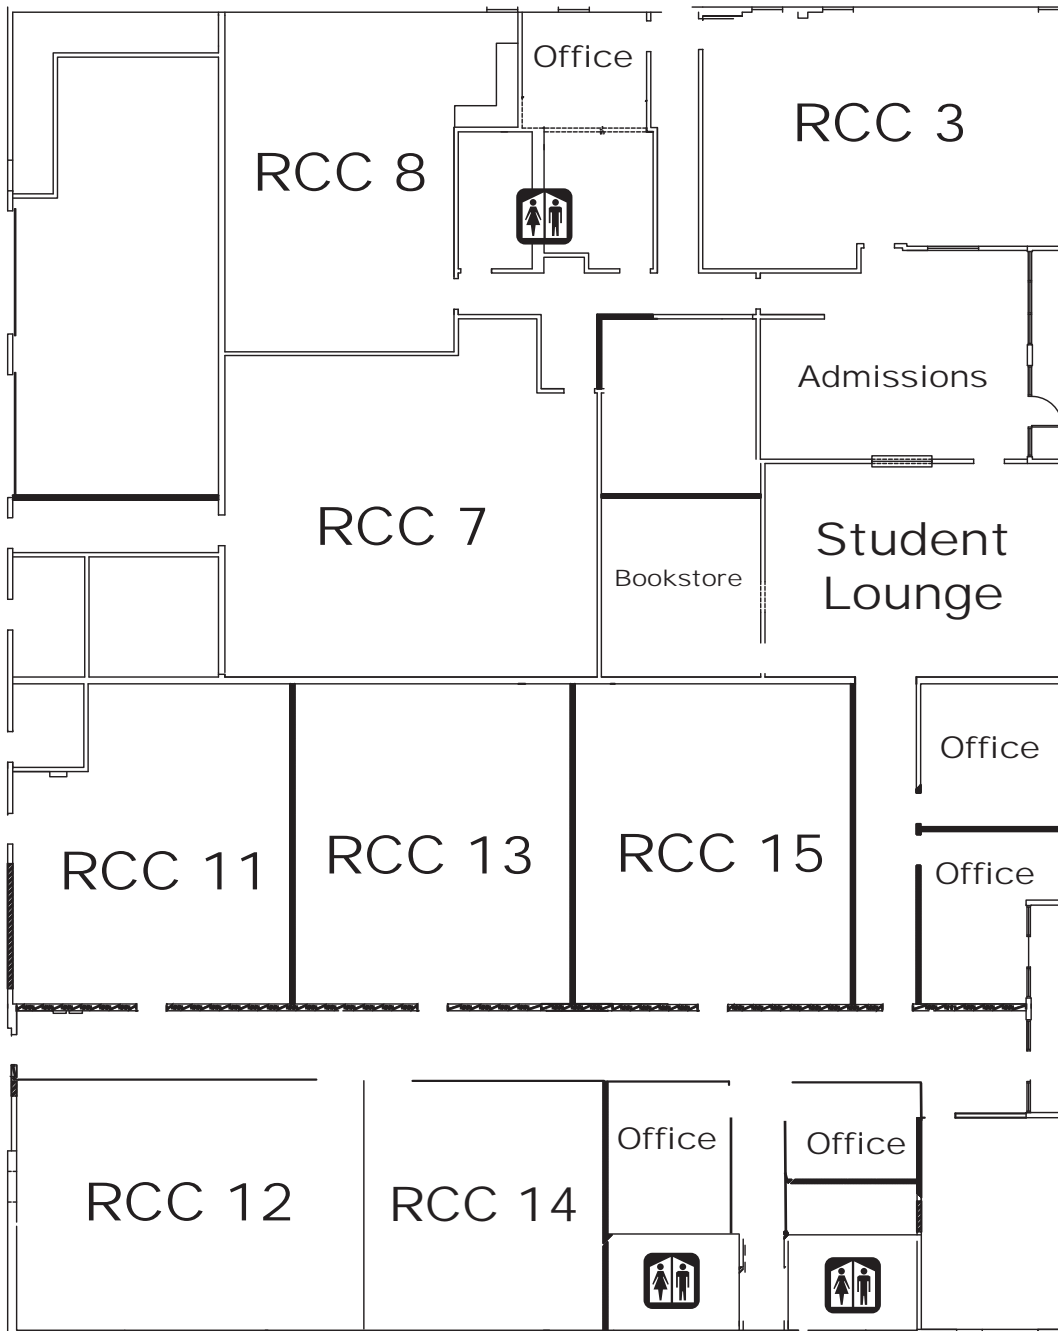 Office
RCC 3
RCC 8
Admissions
RCC 7
Student
Lounge
Bookstore
Office
RCC 11
RCC 13
RCC 15
Office
Office
Office
RCC 12
RCC 14